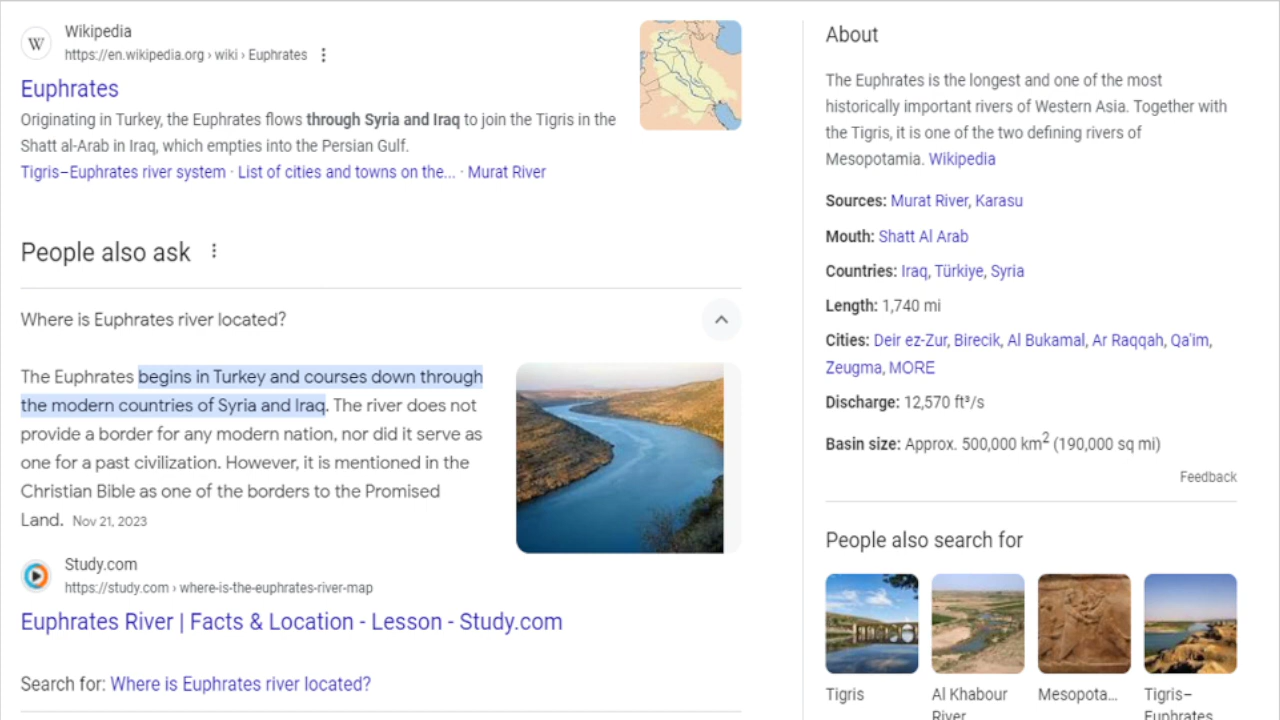 Wikipedia
https://en.wikipedia.org › wiki › Euphrates
Euphrates
Originating in Turkey, the Euphrates flows through Syria and Iraq to join the Tigris in the
Shatt al-Arab in Iraq, which empties into the Persian Gulf.
Tigris–Euphrates river system · List of cities and towns on the... · Murat River
People also ask
Where is Euphrates river located?
The Euphrates begins in Turkey and courses down through
the modern countries of Syria and Iraq. The river does not
provide a border for any modern nation, nor did it serve as
one for a past civilization. However, it is mentioned in the
Christian Bible as one of the borders to the Promised
Land. Nov 21, 2023
Study.com
https://study.com › where-is-the-euphrates-river-map
Euphrates River | Facts & Location - Lesson - Study.com
Search for: Where is Euphrates river located?
About
The Euphrates is the longest and one of the most
historically important rivers of Western Asia. Together with
the Tigris, it is one of the two defining rivers of
Mesopotamia. Wikipedia
Sources: Murat River, Karasu
Mouth: Shatt Al Arab
Countries: Iraq, Türkiye, Syria
Length: 1,740 mi
Cities: Deir ez-Zur, Birecik, Al Bukamal, Ar Raqqah, Qa'im,
Zeugma, MORE
Discharge: 12,570 ft³/s
Basin size: Approx. 500,000 km² (190,000 sq mi)
Feedback
People also search for
Tigris
Al Khabour
River
Mesopota...
Tigris–
Euphrates